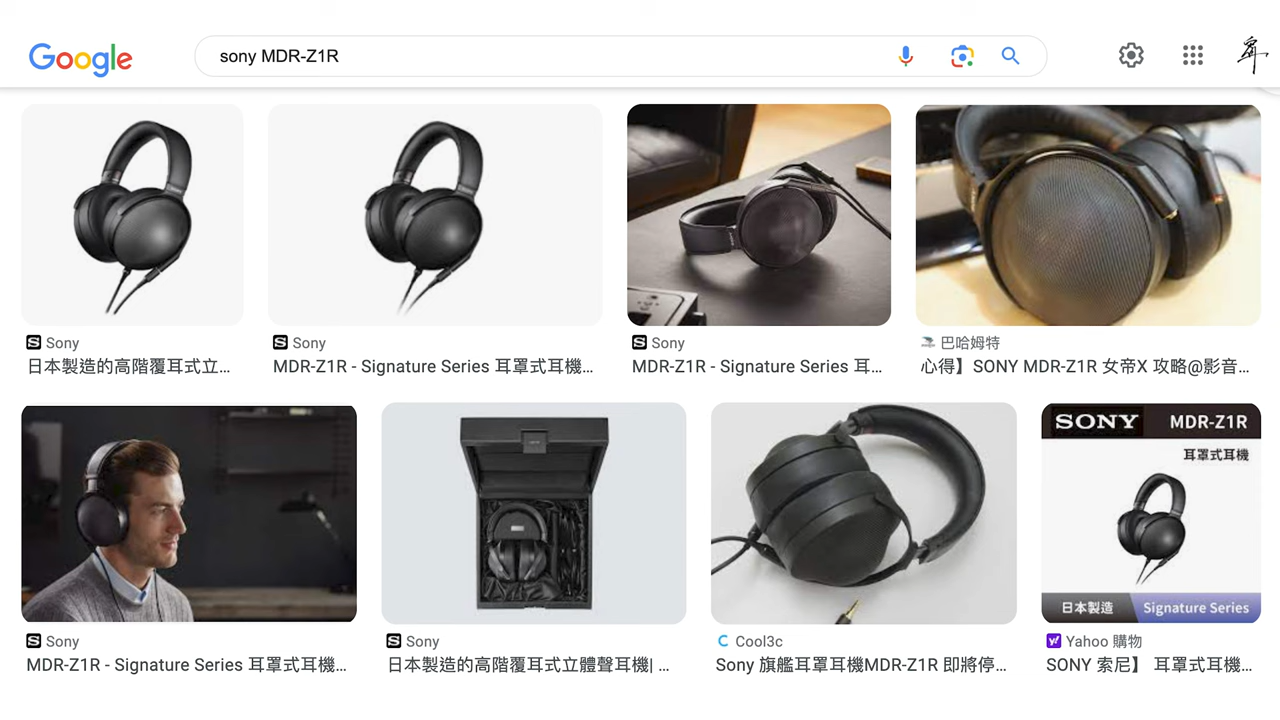 Google
sony MDR-Z1R
Sony
日本製造的高階覆耳式立...
Sony
MDR-Z1R - Signature Series 耳罩式耳機...
Sony
MDR-Z1R - Signature Series 耳...
巴哈姆特
心得】SONY MDR-Z1R 女帝X 攻略@影音...
SONY MDR-Z1R
耳罩式耳機
日本製造 Signature Series
Sony
MDR-Z1R - Signature Series 耳罩式耳機...
Sony
日本製造的高階覆耳式立體聲耳機| ...
Cool3c
Sony 旗艦耳罩耳機MDR-Z1R 即將停...
Yahoo 購物
SONY 索尼】 耳罩式耳機...